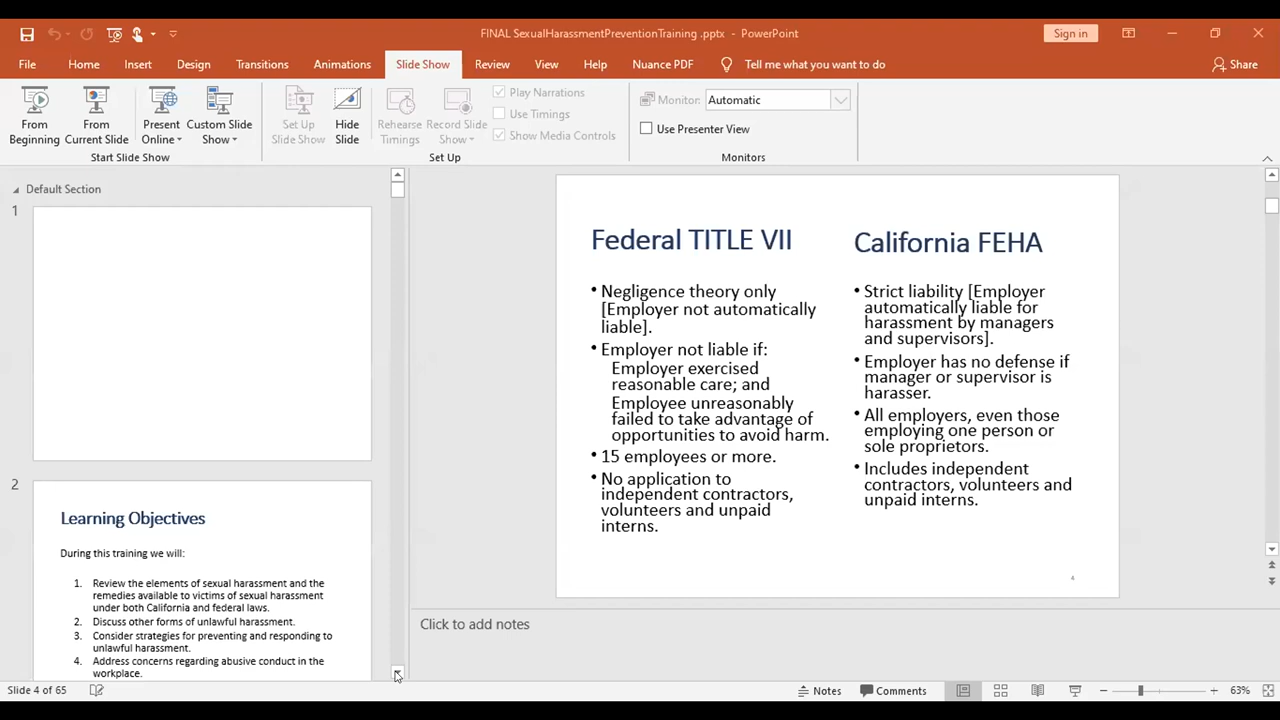 FINAL SexualHarassmentPreventionTraining .pptx - PowerPoint
Sign in
File Home Insert Design Transitions Animations Slide Show Review View Help Nuance PDF Tell me what you want to do Share
From Beginning
From Current Slide
Present Online
Custom Slide Show
Set Up Slide Show
Hide Slide
Rehearse Timings
Record Slide Show
Play Narrations
Use Timings
Show Media Controls
Monitor: Automatic
Use Presenter View
Start Slide Show
Set Up
Monitors
Default Section
1
2
Learning Objectives
During this training we will:
1. Review the elements of sexual harassment and the
remedies available to victims of sexual harassment
under both California and federal laws.
2. Discuss other forms of unlawful harassment.
3. Consider strategies for preventing and responding to
unlawful harassment.
4. Address concerns regarding abusive conduct in the
workplace.
Federal TITLE VII
• Negligence theory only
[Employer not automatically
liable].
• Employer not liable if:
Employer exercised
reasonable care; and
Employee unreasonably
failed to take advantage of
opportunities to avoid harm.
• 15 employees or more.
• No application to
independent contractors,
volunteers and unpaid
interns.
California FEHA
• Strict liability [Employer
automatically liable for
harassment by managers
and supervisors].
• Employer has no defense if
manager or supervisor is
harasser.
• All employers, even those
employing one person or
sole proprietors.
• Includes independent
contractors, volunteers and
unpaid interns.
4
Click to add notes
Slide 4 of 65
Notes
Comments
63%